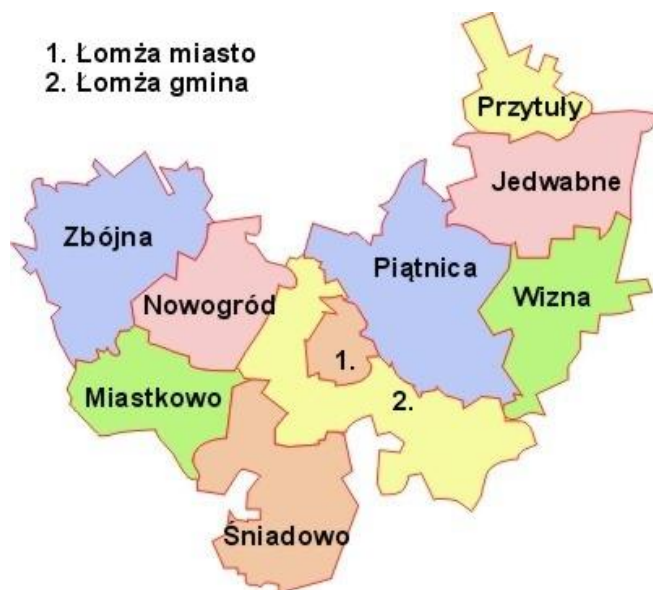 1. Łomża miasto
2. Łomża gmina
Przytuły
Jedwabne
Zbójna
Piątnica
Nowogród
Wizna
1.
Miastkowo
2.
Śniadowo